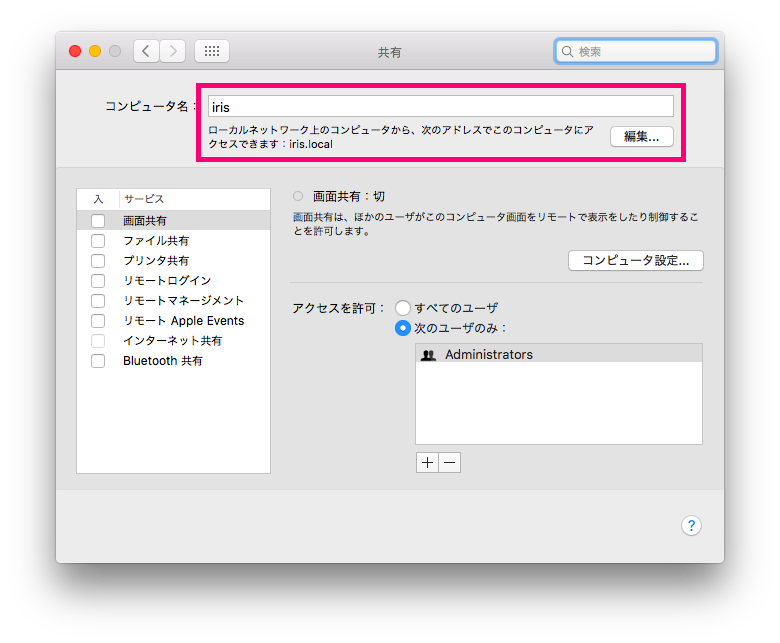 共有
検索
コンピュータ名：
iris
ローカルネットワーク上のコンピュータから、次のアドレスでこのコンピュータにア
クセスできます：iris.local
編集...
入 サービス
画面共有
ファイル共有
プリンタ共有
リモートログイン
リモートマネージメント
リモート Apple Events
インターネット共有
Bluetooth 共有
画面共有：切
画面共有は、ほかのユーザがこのコンピュータ画面をリモートで表示をしたり制御するこ
とを許可します。
コンピュータ設定...
アクセスを許可： すべてのユーザ
次のユーザのみ：
Administrators
?